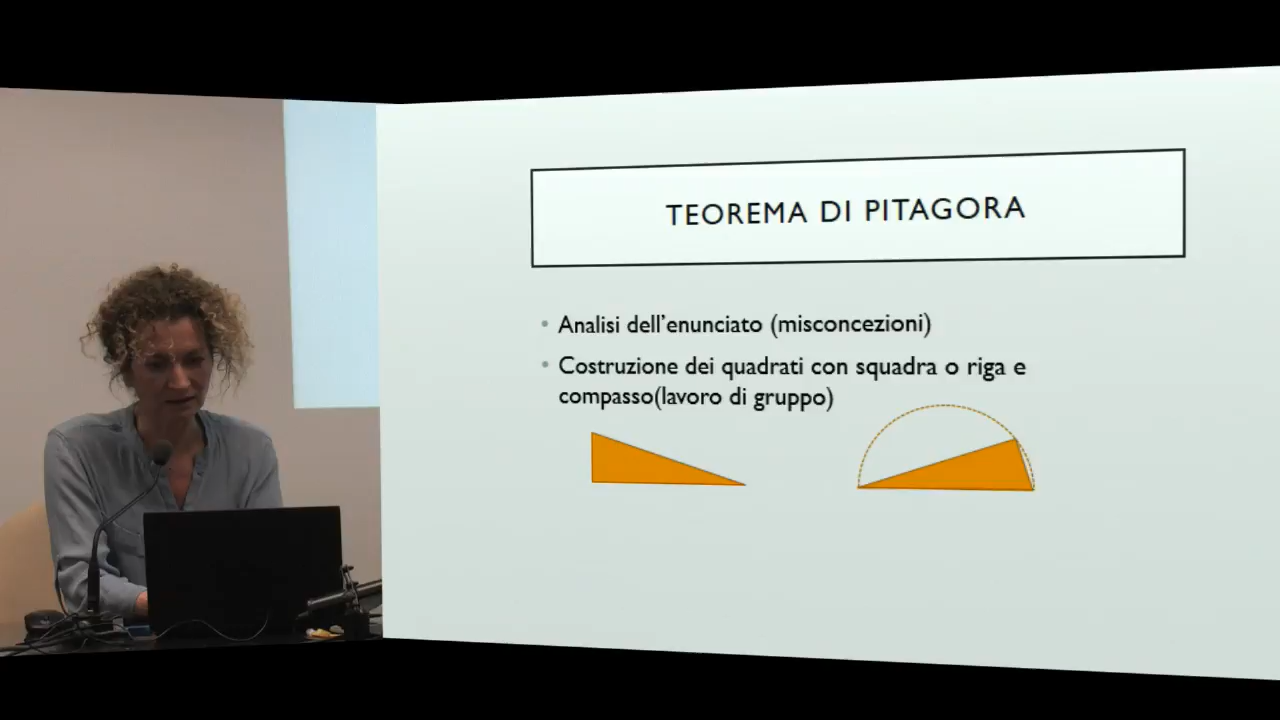 TEOREMA DI PITAGORA
• Analisi dell'enunciato (misconcezioni)
• Costruzione dei quadrati con squadra o riga e
compasso(lavoro di gruppo)